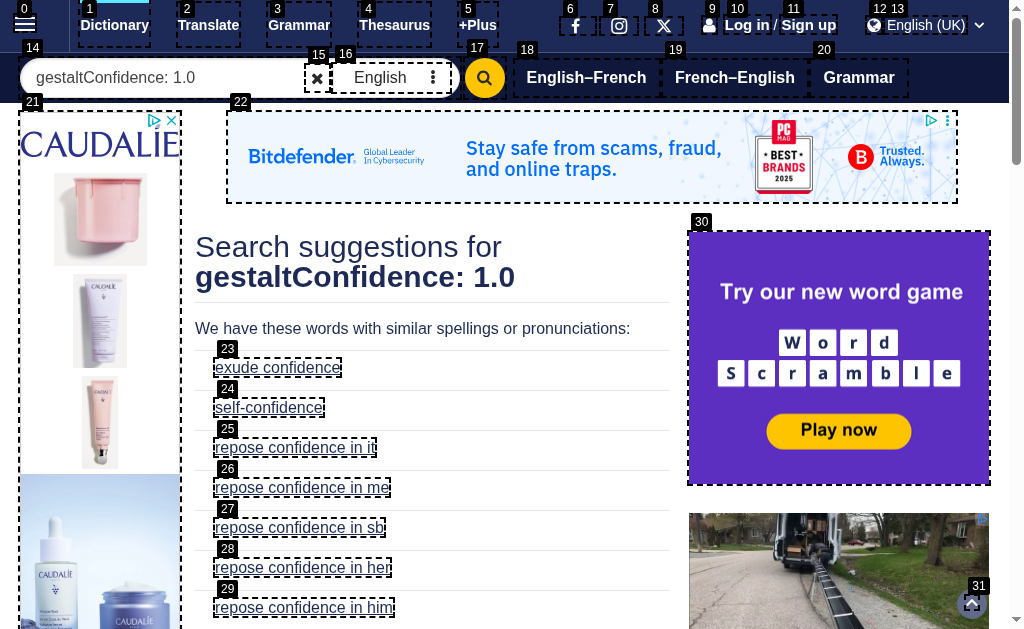 0 1 2 3 4 5 6 7 8 9 10 11 12 13
Dictionary Translate Grammar Thesaurus +Plus Log in / Sign up English (UK)
14 15 16 17 18 19 20
gestaltConfidence: 1.0 English English–French French–English Grammar
21 22
CAUDALÍE
Bitdefender Global Leader In Cybersecurity
Stay safe from scams, fraud,
and online traps.
PC MAG BEST BRANDS 2025
B Trusted. Always.
30
Search suggestions for
gestaltConfidence: 1.0
We have these words with similar spellings or pronunciations:
23
exude confidence
24
self-confidence
25
repose confidence in it
26
repose confidence in me
27
repose confidence in sb
28
repose confidence in her
29
repose confidence in him
Try our new word game
Word
Scramble
Play now
31
CAUDALÍE
CAUDALÍE
CAUDALÍE